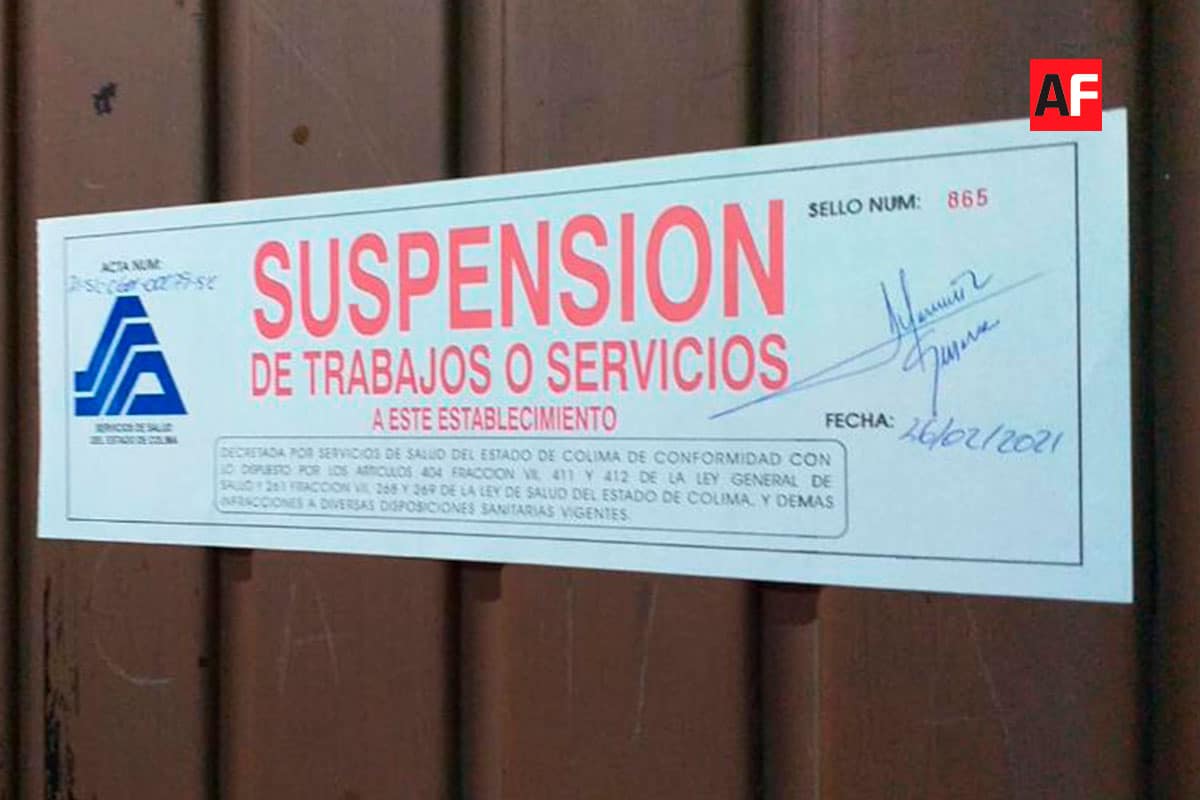 AF
SELLO NUM: 865
ACTA NUM:
SUSPENSION
DE TRABAJOS O SERVICIOS
A ESTE ESTABLECIMIENTO
SERVICIOS DE SALUD
DEL ESTADO DE COLIMA
FECHA: 26/02/2021
DECRETADA POR SERVICIOS DE SALUD DEL ESTADO DE COLIMA DE CONFORMIDAD CON
LO DISPUESTO POR LOS ARTICULOS 404 FRACCION VII, 411 Y 412 DE LA LEY GENERAL DE
SALUD Y 261 FRACCION VII, 268 Y 269 DE LA LEY DE SALUD DEL ESTADO DE COLIMA, Y DEMAS
INFRACCIONES A DIVERSAS DISPOSICIONES SANITARIAS VIGENTES.